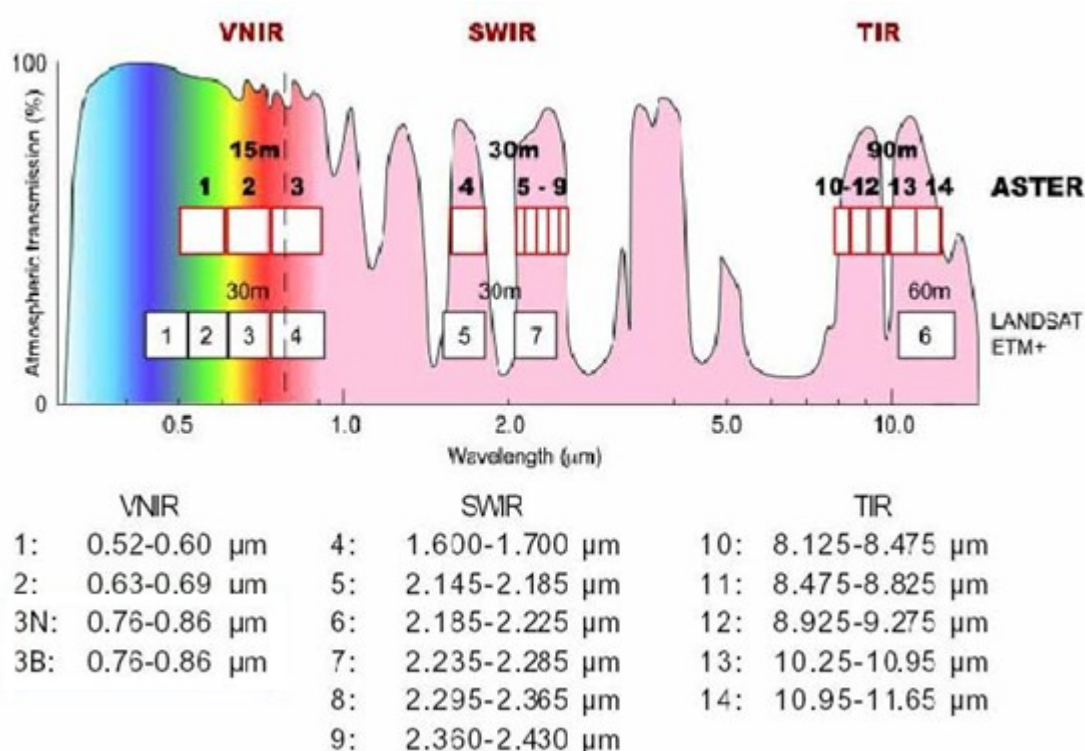 VNIR SWIR TIR
100
Atmospheric transmission (%)
15m 30m 90m
1 2 3 4 5 - 9 10-12 13 14 ASTER
30m 30m 60m
1 2 3 4 5 7 6 LANDSAT
ETM+
0
0.5 1.0 2.0 5.0 10.0
Wavelength (μm)
VNIR SWIR TIR
1: 0.52-0.60 μm 4: 1.600-1.700 μm 10: 8.125-8.475 μm
2: 0.63-0.69 μm 5: 2.145-2.185 μm 11: 8.475-8.825 μm
3N: 0.76-0.86 μm 6: 2.185-2.225 μm 12: 8.925-9.275 μm
3B: 0.76-0.86 μm 7: 2.235-2.285 μm 13: 10.25-10.95 μm
8: 2.295-2.365 μm 14: 10.95-11.65 μm
9: 2.360-2.430 μm